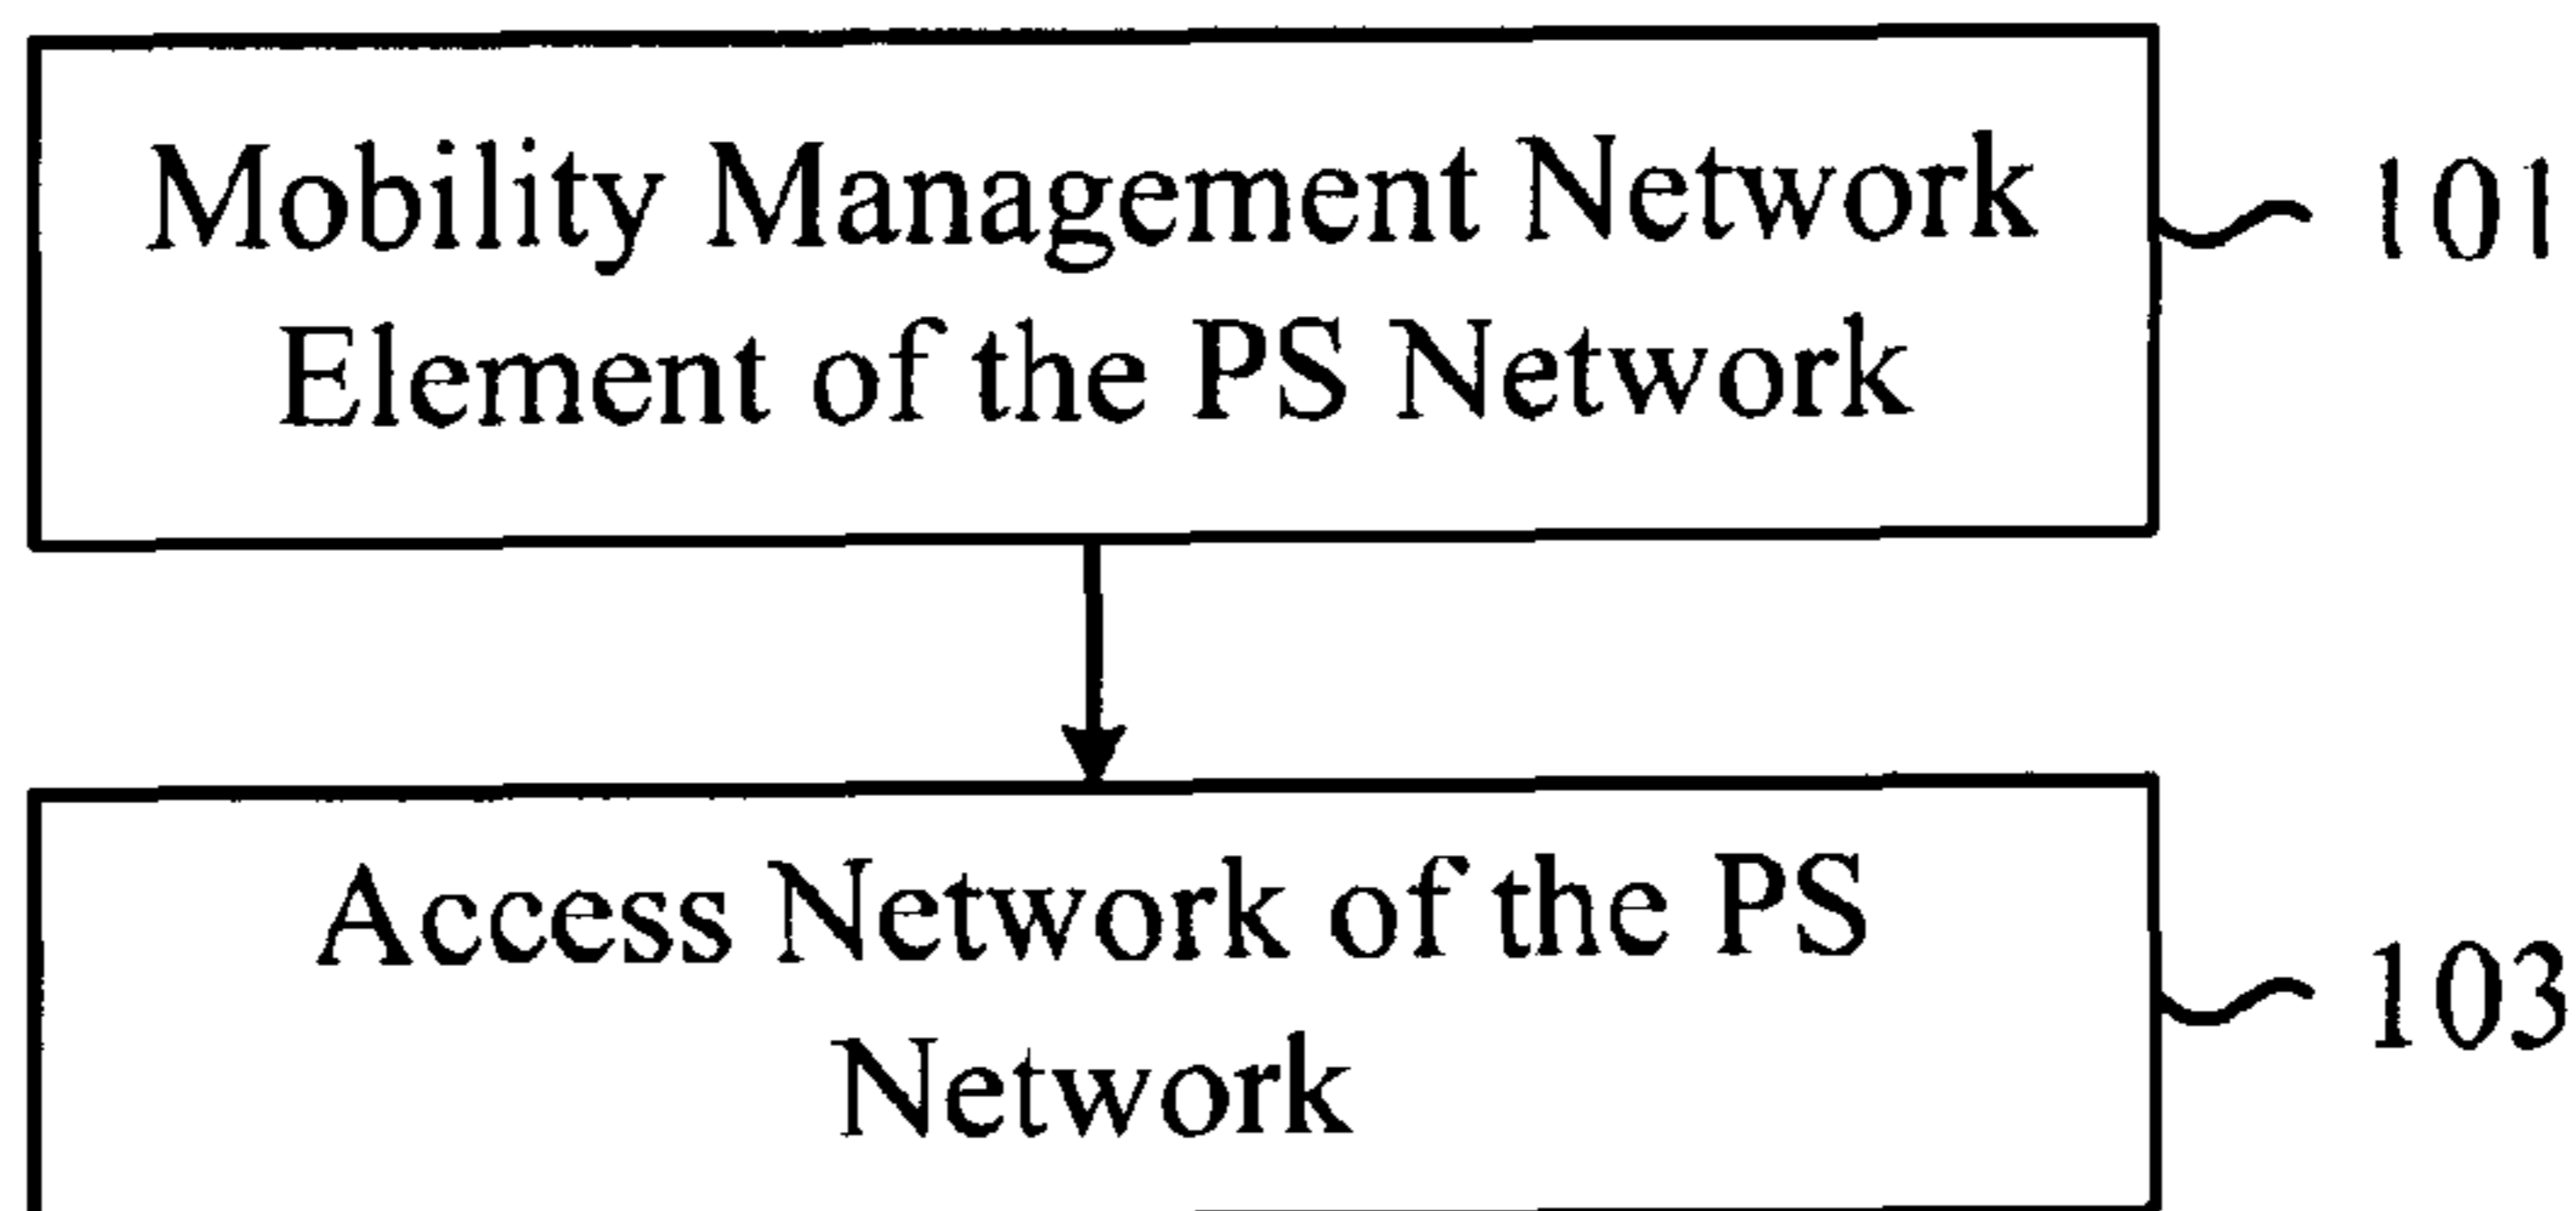 Mobility Management Network
Element of the PS Network
101
Access Network of the PS
Network
103